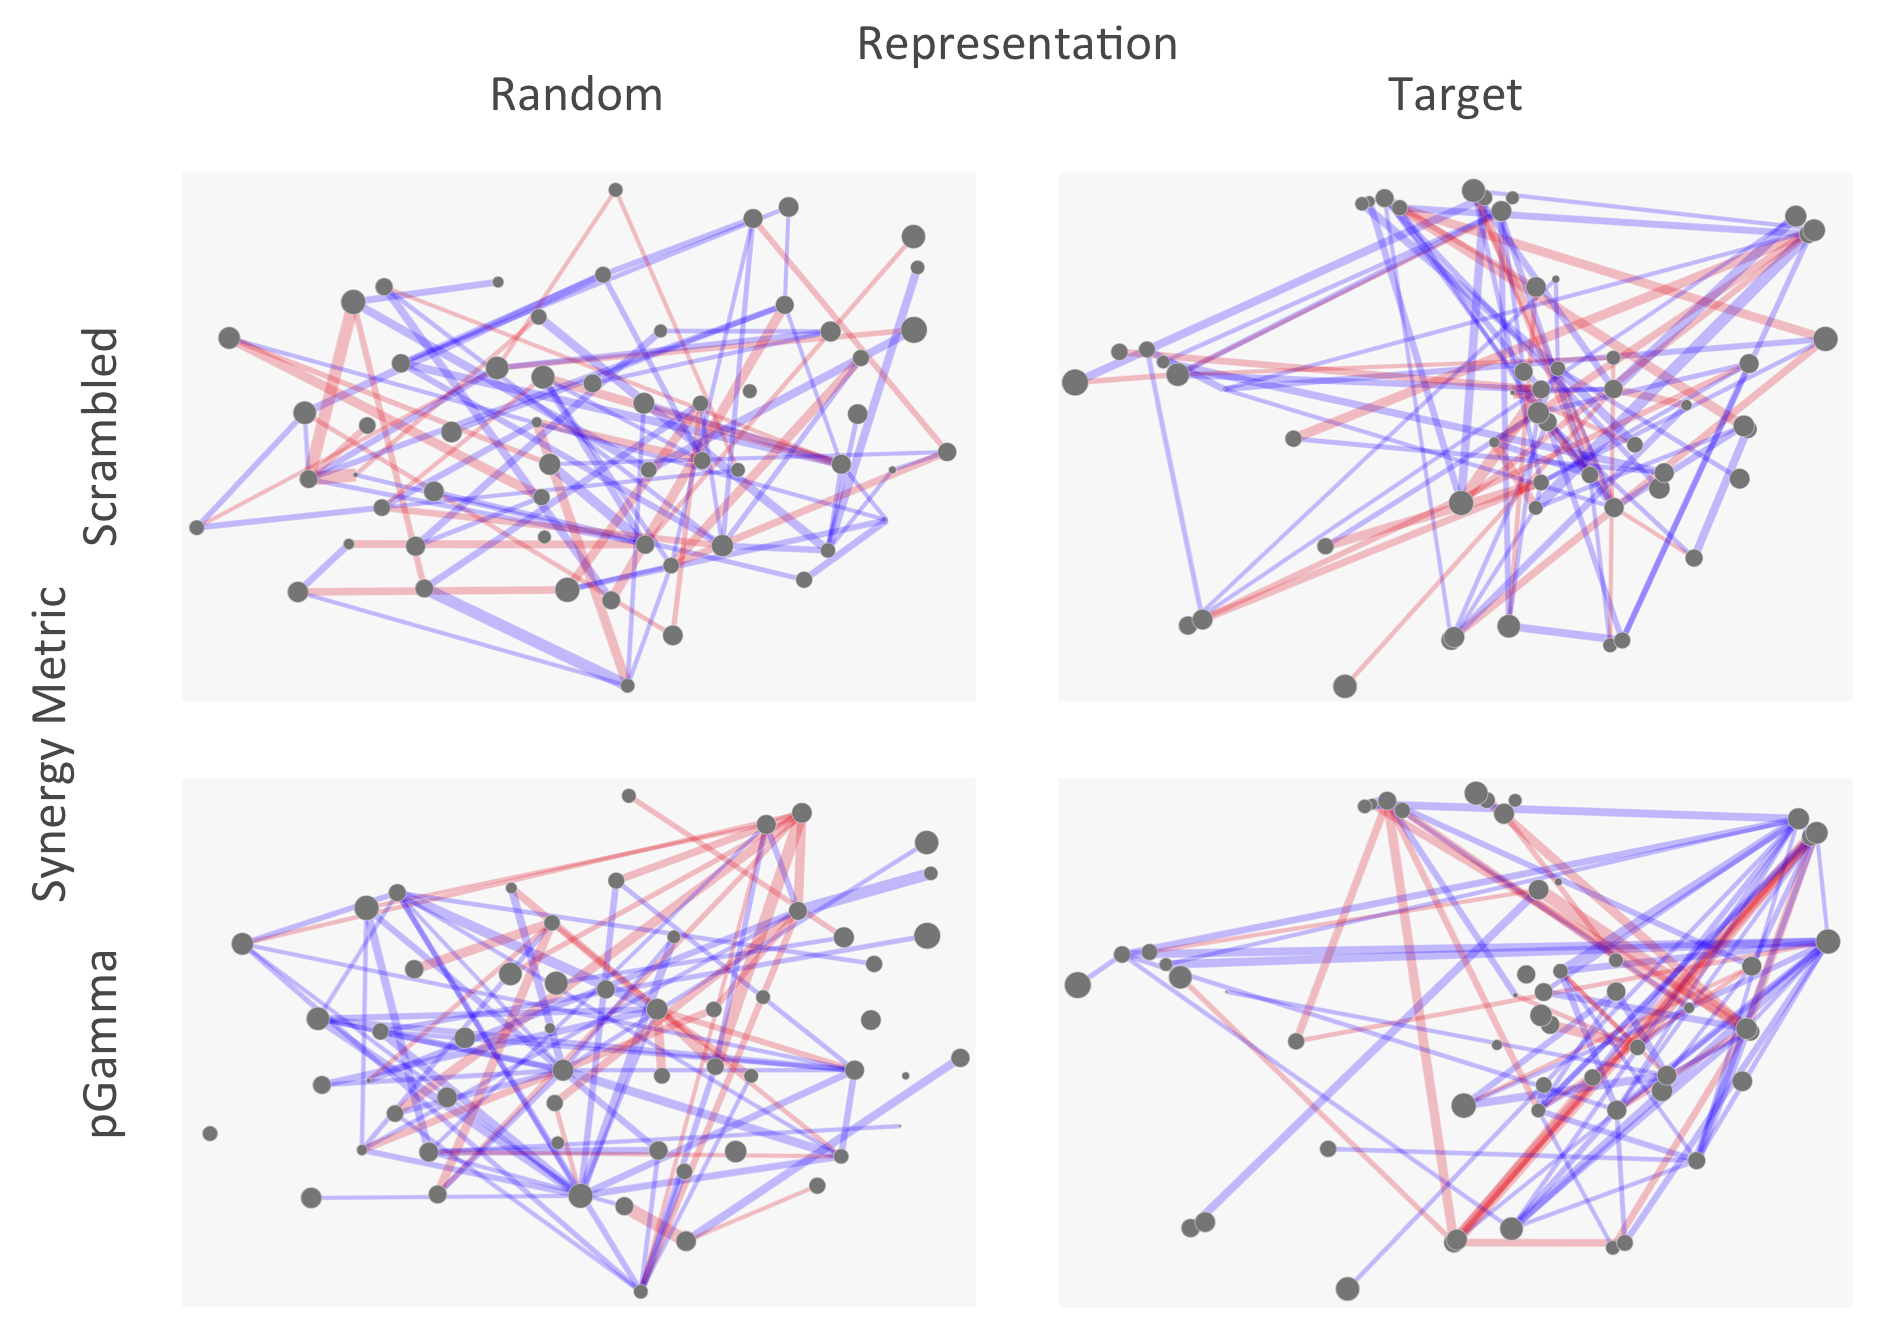 Representation
Random
Target
Synergy Metric
Scrambled
pGamma